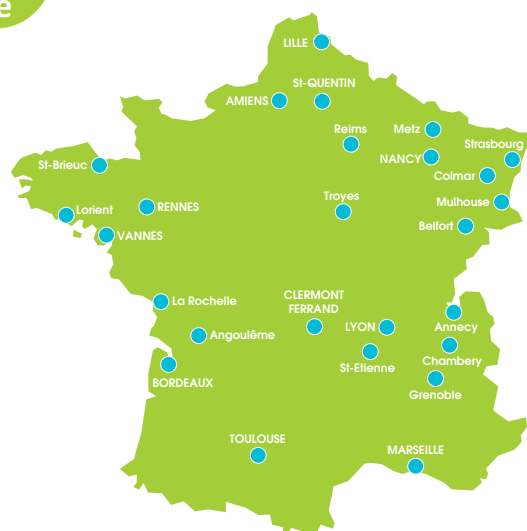 e
LILLE
St-QUENTIN
AMIENS
Reims
Metz
Strasbourg
NANCY
St-Brieuc
Colmar
Troyes
Mulhouse
Lorient
RENNES
Belfort
VANNES
La Rochelle
CLERMONT
FERRAND
LYON
Annecy
Angoulême
Chambery
St-Etienne
BORDEAUX
Grenoble
TOULOUSE
MARSEILLE